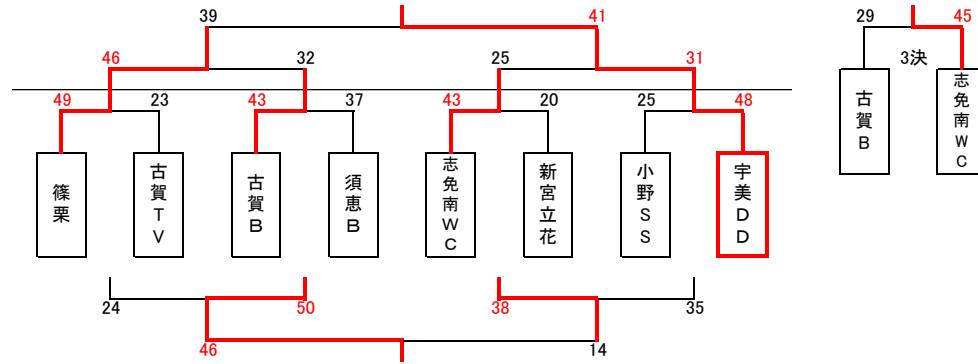 39 41
29 45
46 32 25 31
3決
49 23 43 37 43 20 25 48
古賀B
志免南WC
篠栗
古賀TV
古賀B
須恵B
志免南WC
新宮立花
小野SS
宇美DD
24 50 38 35
46 14